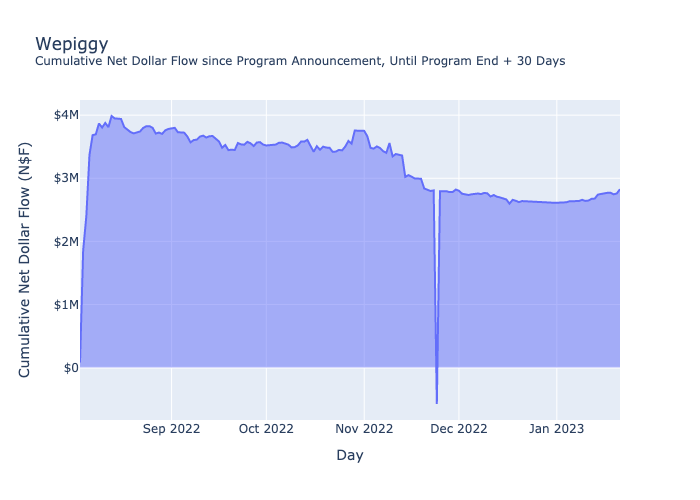 Wepiggy
Cumulative Net Dollar Flow since Program Announcement, Until Program End + 30 Days
Cumulative Net Dollar Flow (N$F)
$4M
$3M
$2M
$1M
$0
Sep 2022
Oct 2022
Nov 2022
Dec 2022
Jan 2023
Day